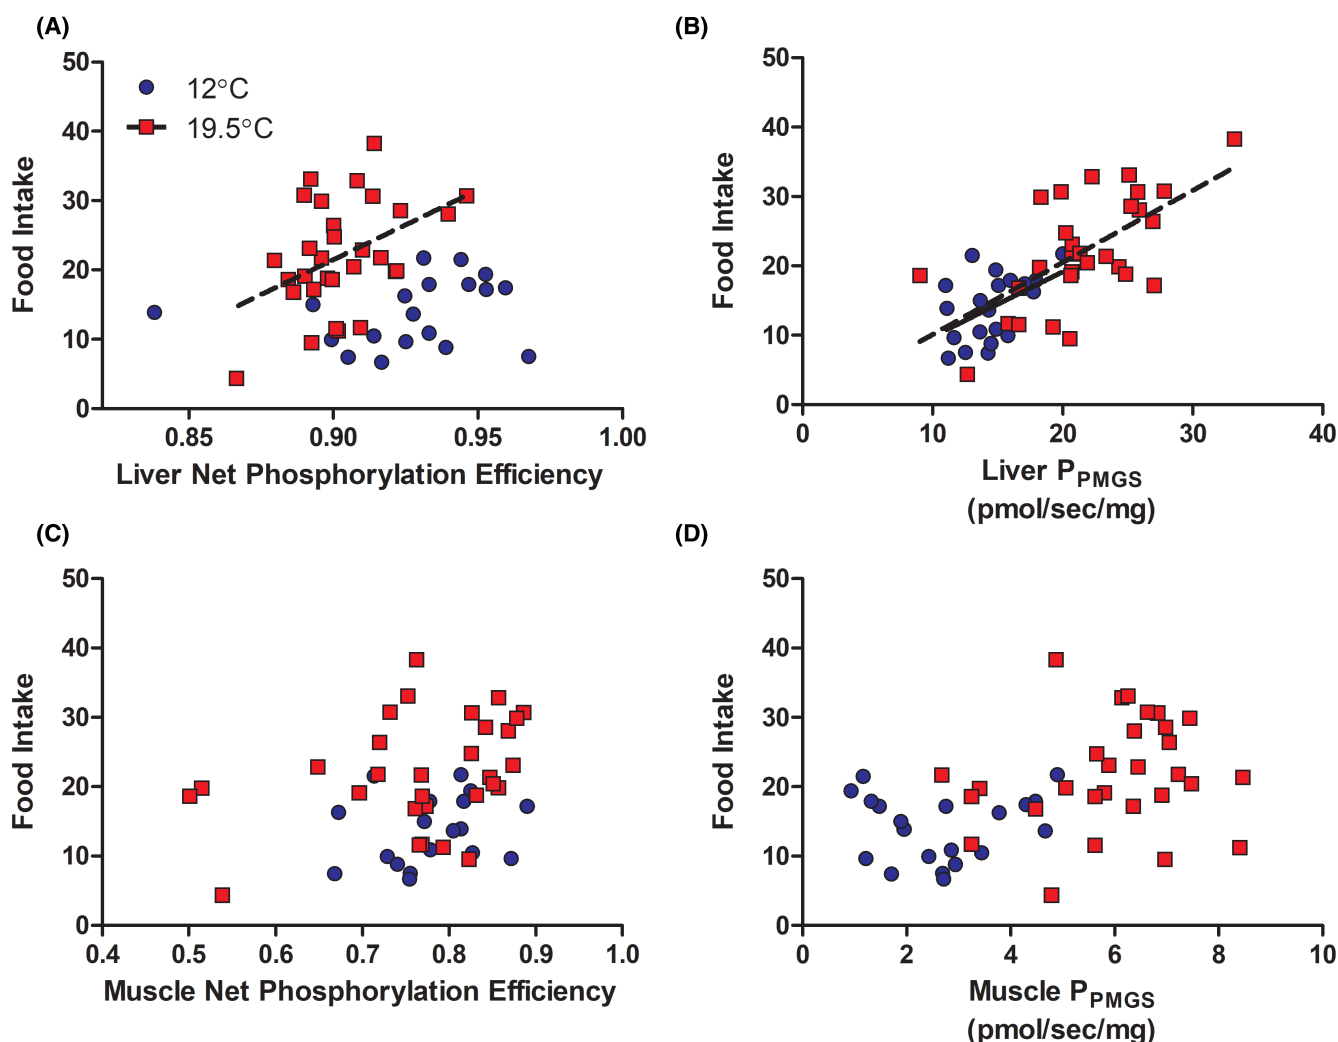 (A)
50
40
30
20
10
0
Food Intake
12°C
19.5°C
0.85 0.90 0.95 1.00
Liver Net Phosphorylation Efficiency
(B)
50
40
30
20
10
0
Food Intake
0 10 20 30 40
Liver PPMGS
(pmol/sec/mg)
(C)
50
40
30
20
10
0
Food Intake
0.4 0.5 0.6 0.7 0.8 0.9 1.0
Muscle Net Phosphorylation Efficiency
(D)
50
40
30
20
10
0
Food Intake
0 2 4 6 8 10
Muscle PPMGS
(pmol/sec/mg)